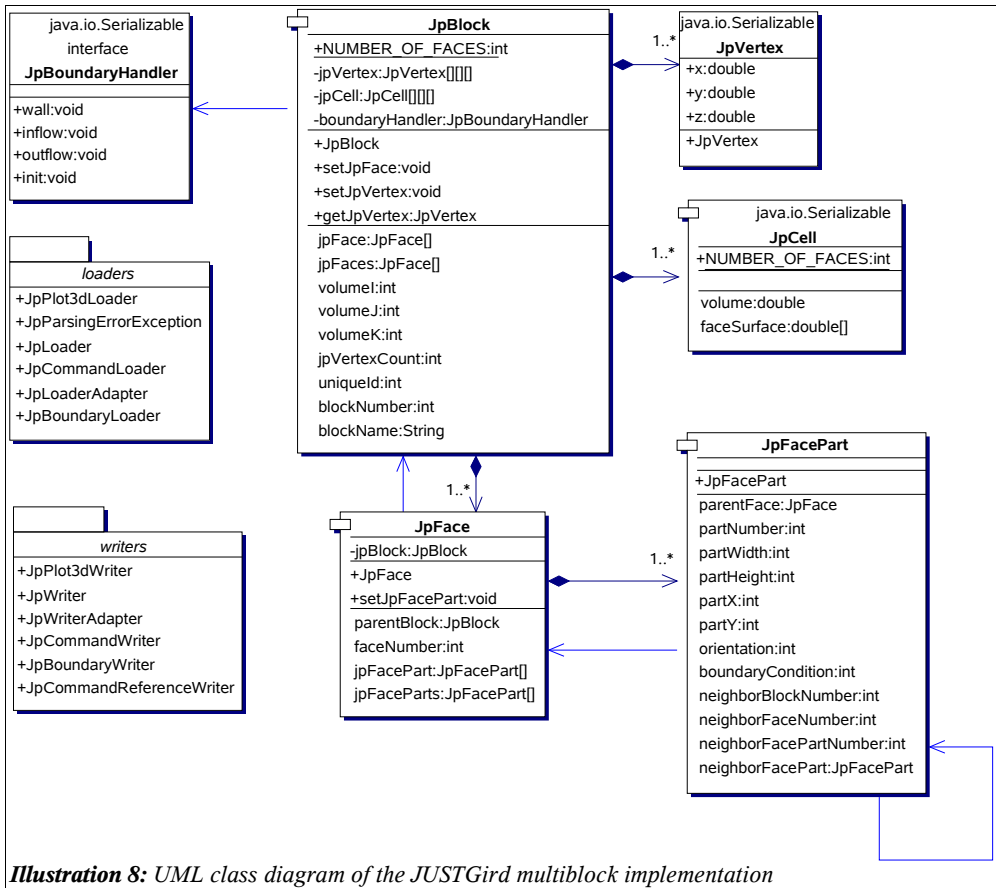 java.io.Serializable
interface
JpBoundaryHandler
+wall:void
+inflow:void
+outflow:void
+init:void
JpBlock
+NUMBER_OF_FACES:int
-jpVertex:JpVertex[][][]
-jpCell:JpCell[][][]
-boundaryHandler:JpBoundaryHandler
+JpBlock
+setJpFace:void
+setJpVertex:void
+getJpVertex:JpVertex
jpFace:JpFace[]
jpFaces:JpFace[]
volumeI:int
volumeJ:int
volumeK:int
jpVertexCount:int
uniqueId:int
blockNumber:int
blockName:String
1..*
java.io.Serializable
JpVertex
+x:double
+y:double
+z:double
+JpVertex
1..*
java.io.Serializable
JpCell
+NUMBER_OF_FACES:int
volume:double
faceSurface:double[]
loaders
+JpPlot3dLoader
+JpParsingErrorException
+JpLoader
+JpCommandLoader
+JpLoaderAdapter
+JpBoundaryLoader
writers
+JpPlot3dWriter
+JpWriter
+JpWriterAdapter
+JpCommandWriter
+JpBoundaryWriter
+JpCommandReferenceWriter
1..*
JpFace
-jpBlock:JpBlock
+JpFace
+setJpFacePart:void
parentBlock:JpBlock
faceNumber:int
jpFacePart:JpFacePart[]
jpFaceParts:JpFacePart[]
1..*
JpFacePart
+JpFacePart
parentFace:JpFace
partNumber:int
partWidth:int
partHeight:int
partX:int
partY:int
orientation:int
boundaryCondition:int
neighborBlockNumber:int
neighborFaceNumber:int
neighborFacePartNumber:int
neighborFacePart:JpFacePart
Illustration 8: UML class diagram of the JUSTGird multiblock implementation